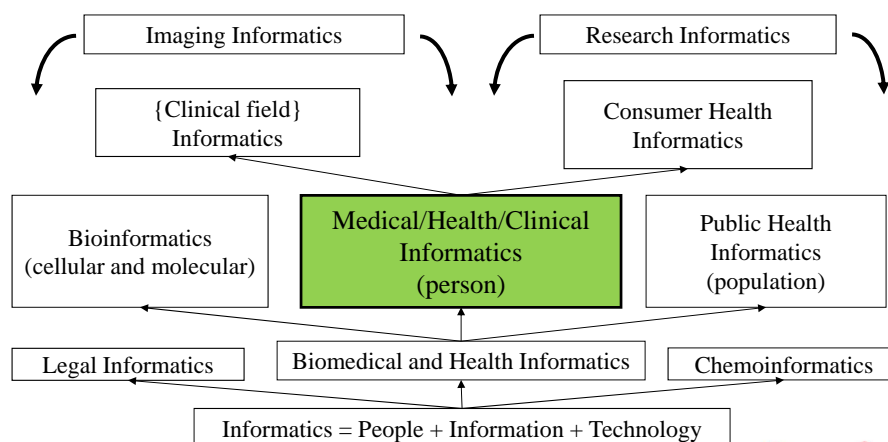 Imaging Informatics
Research Informatics
{Clinical field}
Informatics
Consumer Health
Informatics
Bioinformatics
(cellular and molecular)
Medical/Health/Clinical
Informatics
(person)
Public Health
Informatics
(population)
Legal Informatics
Biomedical and Health Informatics
Chemoinformatics
Informatics = People + Information + Technology